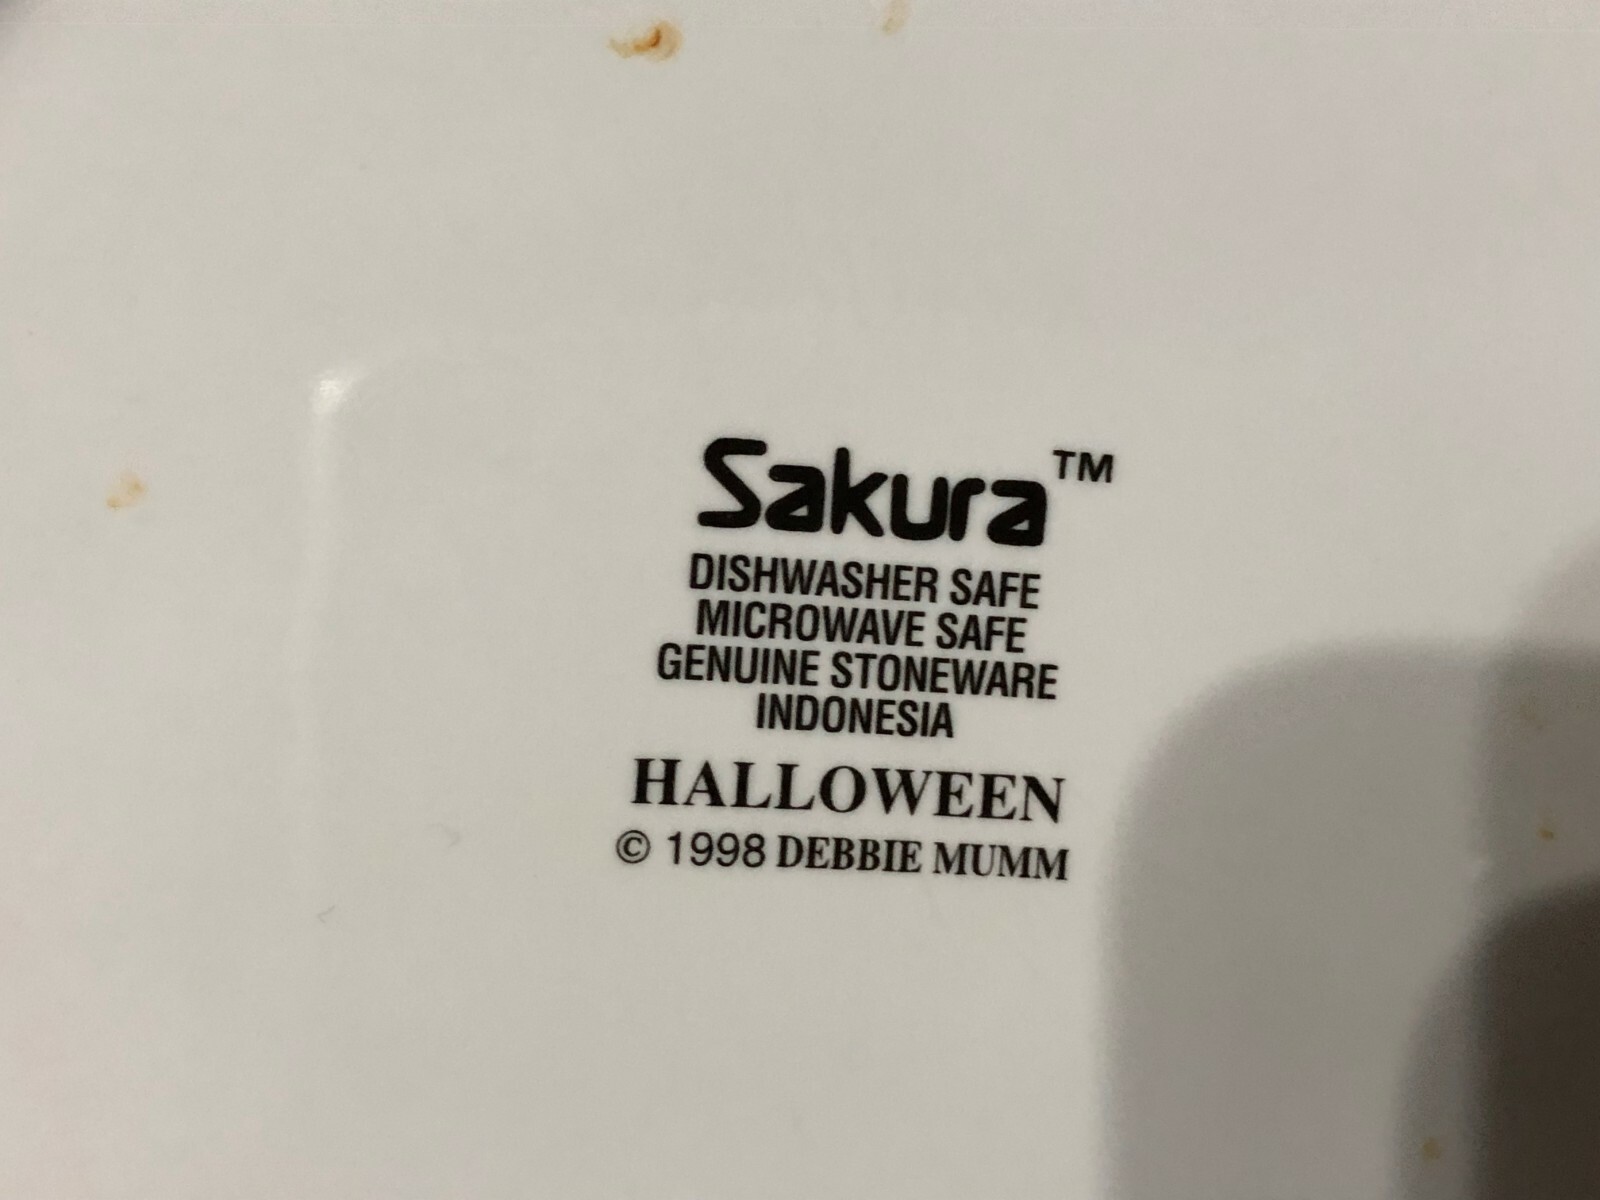 Sakura™
DISHWASHER SAFE
MICROWAVE SAFE
GENUINE STONEWARE
INDONESIA
HALLOWEEN
© 1998 DEBBIE MUMM